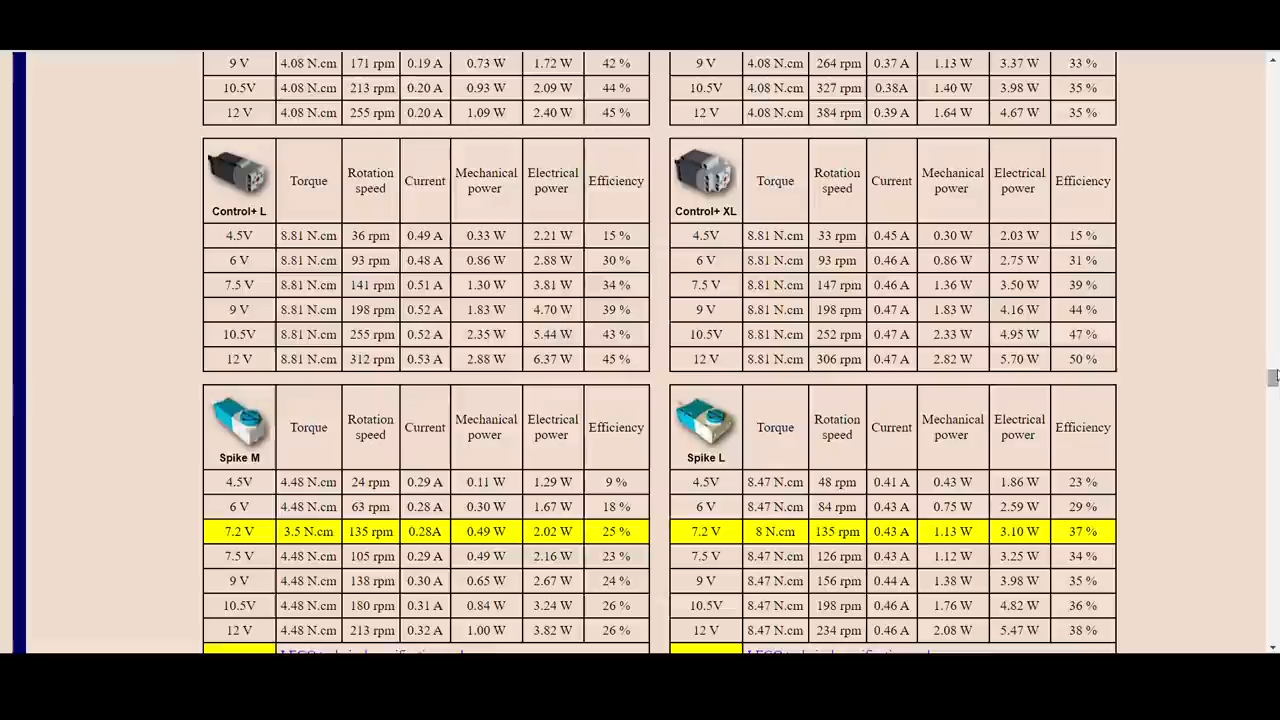 9 V 4.08 N.cm 171 rpm 0.19 A 0.73 W 1.72 W 42 %
10.5V 4.08 N.cm 213 rpm 0.20 A 0.93 W 2.09 W 44 %
12 V 4.08 N.cm 255 rpm 0.20 A 1.09 W 2.40 W 45 %
9 V 4.08 N.cm 264 rpm 0.37 A 1.13 W 3.37 W 33 %
10.5V 4.08 N.cm 327 rpm 0.38A 1.40 W 3.98 W 35 %
12 V 4.08 N.cm 384 rpm 0.39 A 1.64 W 4.67 W 35 %
Control+ L Torque Rotation speed Current Mechanical power Electrical power Efficiency
4.5V 8.81 N.cm 36 rpm 0.49 A 0.33 W 2.21 W 15 %
6 V 8.81 N.cm 93 rpm 0.48 A 0.86 W 2.88 W 30 %
7.5 V 8.81 N.cm 141 rpm 0.51 A 1.30 W 3.81 W 34 %
9 V 8.81 N.cm 198 rpm 0.52 A 1.83 W 4.70 W 39 %
10.5V 8.81 N.cm 255 rpm 0.52 A 2.35 W 5.44 W 43 %
12 V 8.81 N.cm 312 rpm 0.53 A 2.88 W 6.37 W 45 %
Control+ XL Torque Rotation speed Current Mechanical power Electrical power Efficiency
4.5V 8.81 N.cm 33 rpm 0.45 A 0.30 W 2.03 W 15 %
6 V 8.81 N.cm 93 rpm 0.46 A 0.86 W 2.75 W 31 %
7.5 V 8.81 N.cm 147 rpm 0.46 A 1.36 W 3.50 W 39 %
9 V 8.81 N.cm 198 rpm 0.47 A 1.83 W 4.16 W 44 %
10.5V 8.81 N.cm 252 rpm 0.47 A 2.33 W 4.95 W 47 %
12 V 8.81 N.cm 306 rpm 0.47 A 2.82 W 5.70 W 50 %
Spike M Torque Rotation speed Current Mechanical power Electrical power Efficiency
4.5V 4.48 N.cm 24 rpm 0.29 A 0.11 W 1.29 W 9 %
6 V 4.48 N.cm 63 rpm 0.28 A 0.30 W 1.67 W 18 %
7.2 V 3.5 N.cm 135 rpm 0.28A 0.49 W 2.02 W 25 %
7.5 V 4.48 N.cm 105 rpm 0.29 A 0.49 W 2.16 W 23 %
9 V 4.48 N.cm 138 rpm 0.30 A 0.65 W 2.67 W 24 %
10.5V 4.48 N.cm 180 rpm 0.31 A 0.84 W 3.24 W 26 %
12 V 4.48 N.cm 213 rpm 0.32 A 1.00 W 3.82 W 26 %
Spike L Torque Rotation speed Current Mechanical power Electrical power Efficiency
4.5V 8.47 N.cm 48 rpm 0.41 A 0.43 W 1.86 W 23 %
6 V 8.47 N.cm 84 rpm 0.43 A 0.75 W 2.59 W 29 %
7.2 V 8 N.cm 135 rpm 0.43 A 1.13 W 3.10 W 37 %
7.5 V 8.47 N.cm 126 rpm 0.43 A 1.12 W 3.25 W 34 %
9 V 8.47 N.cm 156 rpm 0.44 A 1.38 W 3.98 W 35 %
10.5V 8.47 N.cm 198 rpm 0.46 A 1.76 W 4.82 W 36 %
12 V 8.47 N.cm 234 rpm 0.46 A 2.08 W 5.47 W 38 %